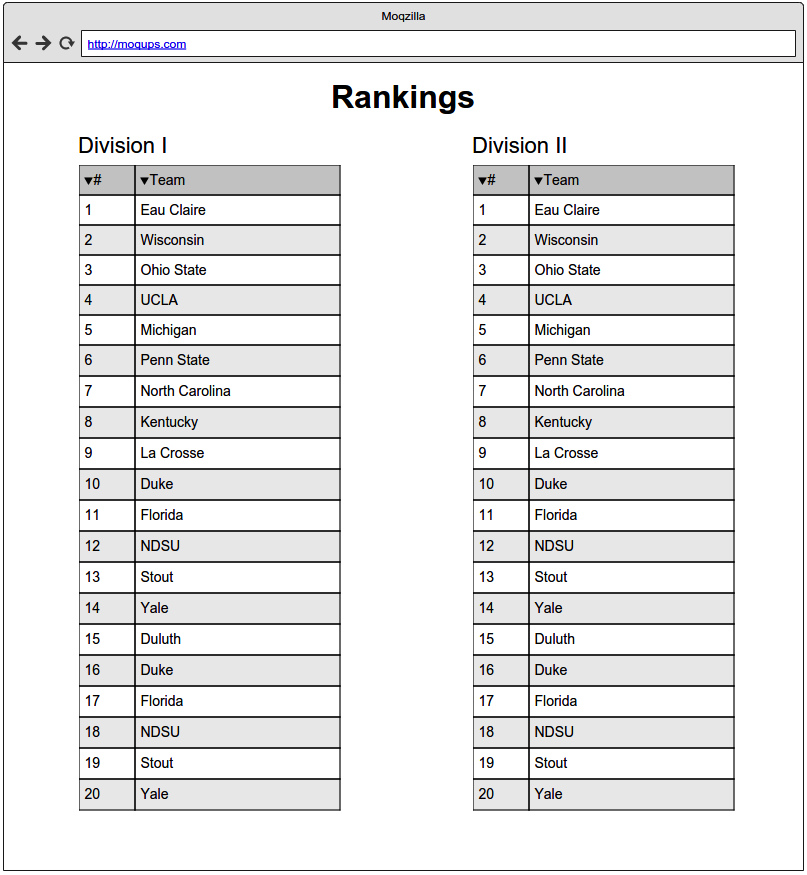 Moqzilla
http://moqups.com
Rankings
Division I
▼# ▼Team
1 Eau Claire
2 Wisconsin
3 Ohio State
4 UCLA
5 Michigan
6 Penn State
7 North Carolina
8 Kentucky
9 La Crosse
10 Duke
11 Florida
12 NDSU
13 Stout
14 Yale
15 Duluth
16 Duke
17 Florida
18 NDSU
19 Stout
20 Yale
Division II
▼# ▼Team
1 Eau Claire
2 Wisconsin
3 Ohio State
4 UCLA
5 Michigan
6 Penn State
7 North Carolina
8 Kentucky
9 La Crosse
10 Duke
11 Florida
12 NDSU
13 Stout
14 Yale
15 Duluth
16 Duke
17 Florida
18 NDSU
19 Stout
20 Yale